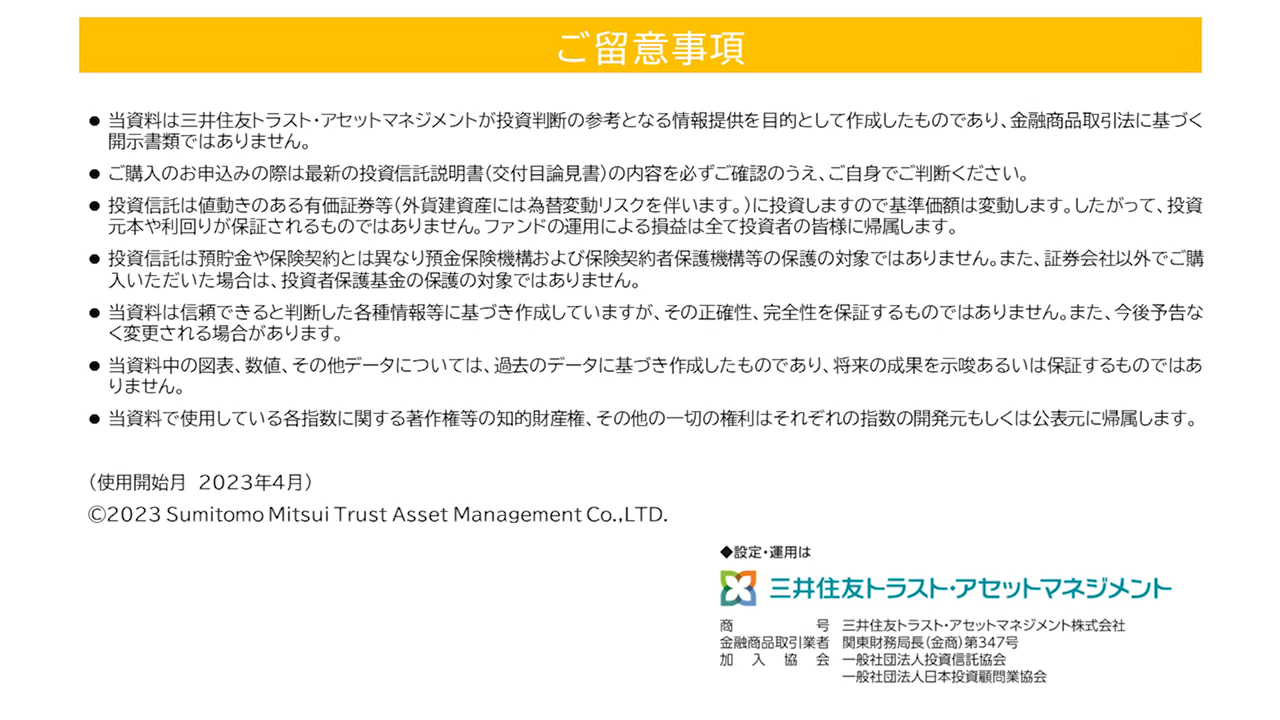 ご留意事項
● 当資料は三井住友トラスト・アセットマネジメントが投資判断の参考となる情報提供を目的として作成したものであり、金融商品取引法に基づく
開示書類ではありません。
● ご購入のお申込みの際は最新の投資信託説明書（交付目論見書）の内容を必ずご確認のうえ、ご自身でご判断ください。
● 投資信託は値動きのある有価証券等（外貨建資産には為替変動リスクを伴います。）に投資しますので基準価額は変動します。したがって、投資
元本や利回りが保証されるものではありません。ファンドの運用による損益は全て投資者の皆様に帰属します。
● 投資信託は預貯金や保険契約とは異なり預金保険機構および保険契約者保護機構等の保護の対象ではありません。また、証券会社以外でご購
入いただいた場合は、投資者保護基金の保護の対象ではありません。
● 当資料は信頼できると判断した各種情報等に基づき作成していますが、その正確性、完全性を保証するものではありません。また、今後予告な
く変更される場合があります。
● 当資料中の図表、数値、その他データについては、過去のデータに基づき作成したものであり、将来の成果を示唆あるいは保証するものではあ
りません。
● 当資料で使用している各指数に関する著作権等の知的財産権、その他の一切の権利はそれぞれの指数の開発元もしくは公表元に帰属します。
（使用開始月 2023年4月）
©2023 Sumitomo Mitsui Trust Asset Management Co.,LTD.
◆設定・運用は
三井住友トラスト・アセットマネジメント
商号 三井住友トラスト・アセットマネジメント株式会社
金融商品取引業者 関東財務局長（金商）第347号
加入協会 一般社団法人投資信託協会
一般社団法人日本投資顧問業協会